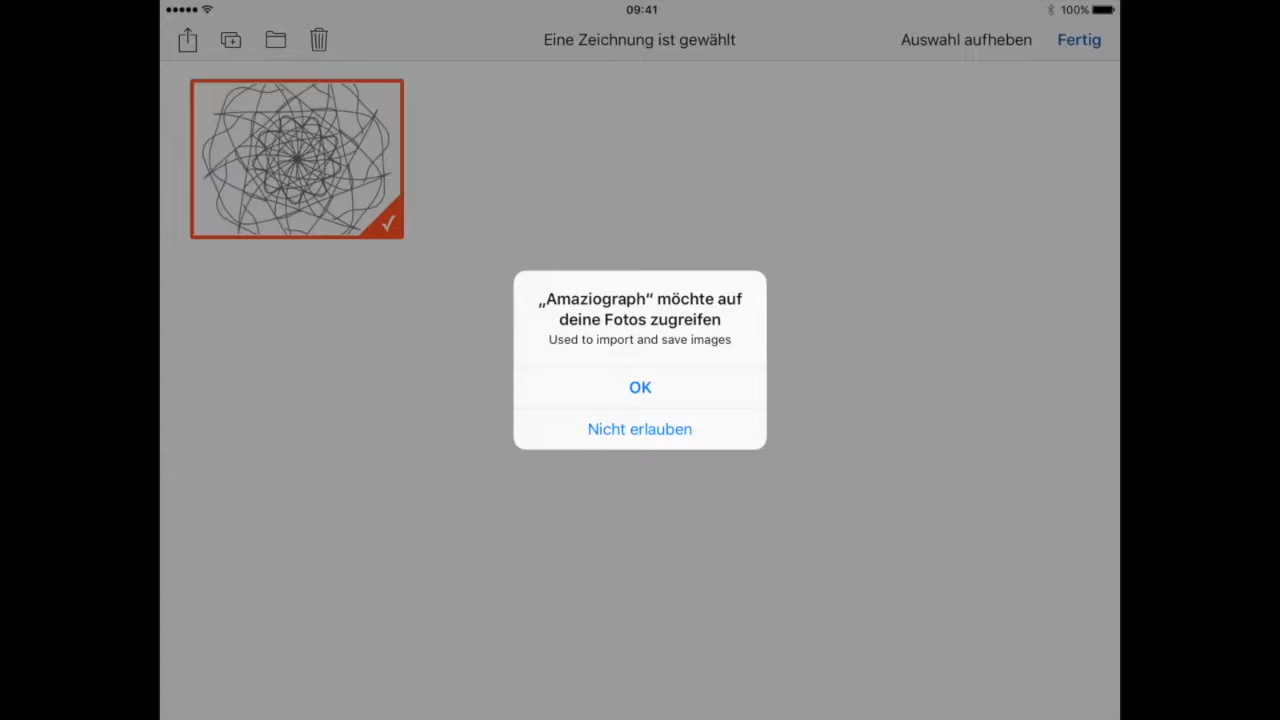 09:41
100%
Eine Zeichnung ist gewählt
Auswahl aufheben
Fertig
„Amaziograph“ möchte auf
deine Fotos zugreifen
Used to import and save images
OK
Nicht erlauben